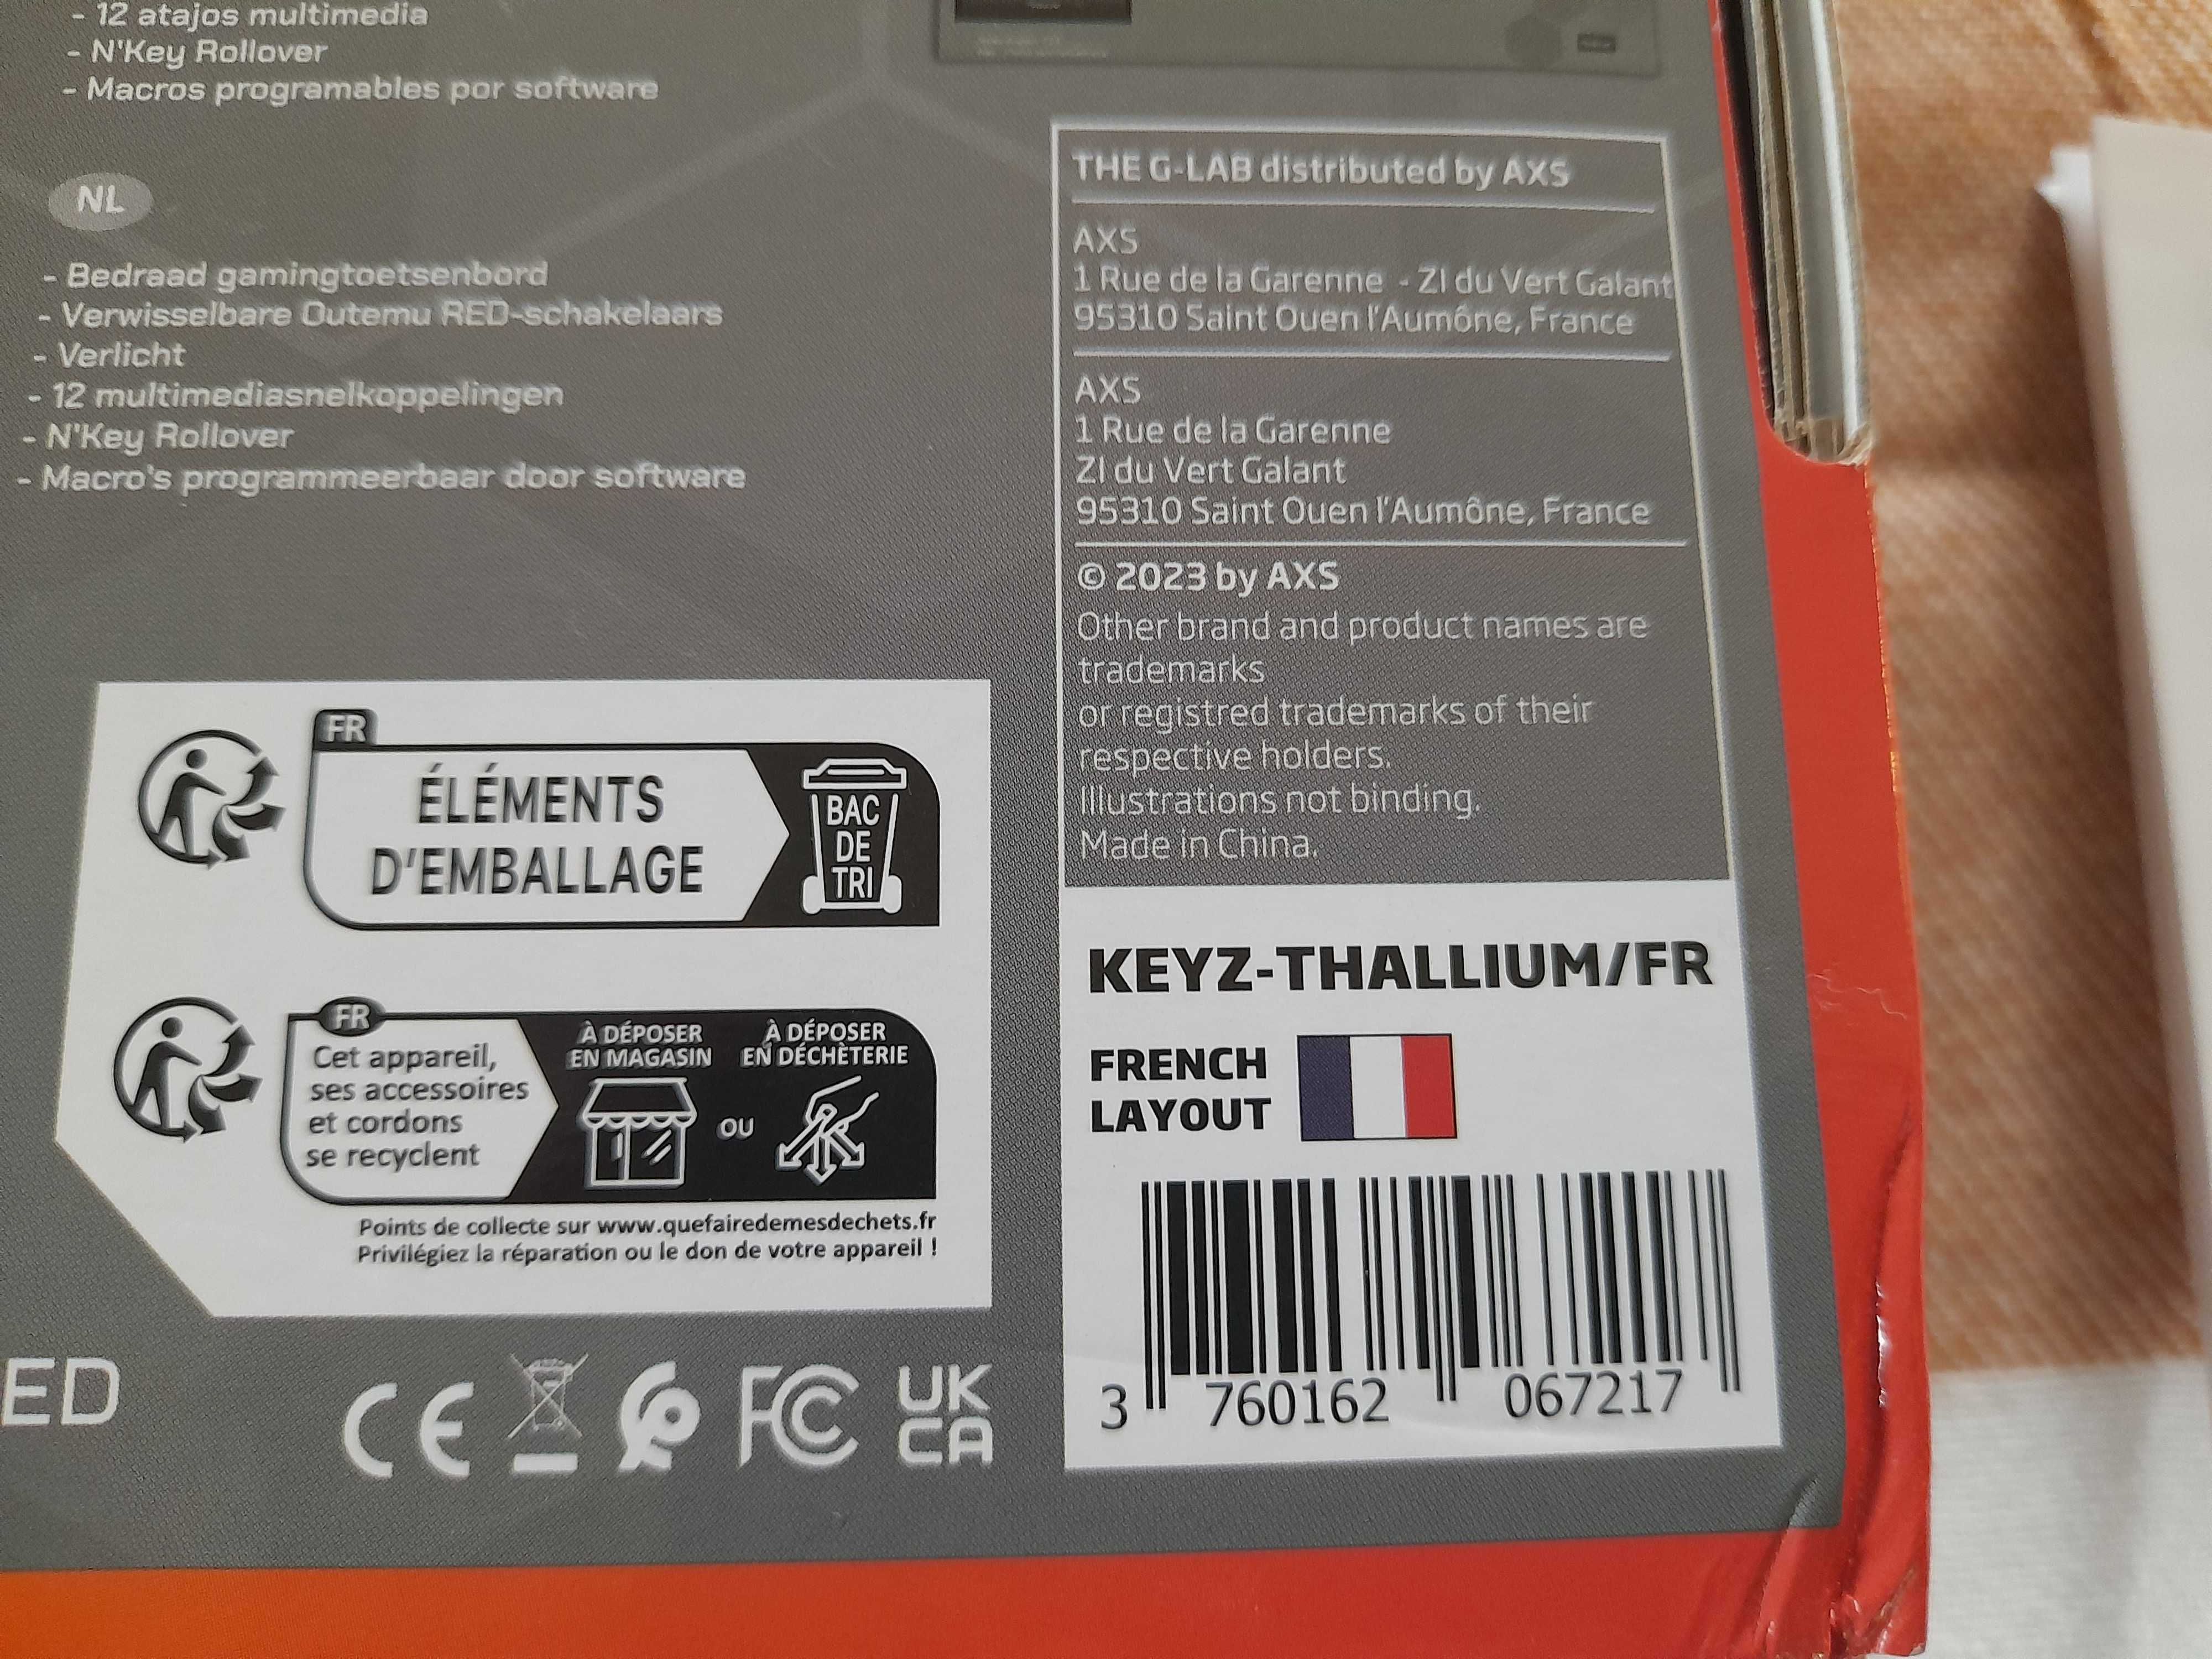 - 12 atajos multimedia
- N'Key Rollover
- Macros programables por software
NL
- Bedraad gamingtoetsenbord
- Verwisselbare Outemu RED-schakelaars
- Verlicht
- 12 multimediasnelkoppelingen
- N'Key Rollover
- Macro's programmeerbaar door software
THE G-LAB distributed by AXS
AXS
1 Rue de la Garenne - ZI du Vert Galant
95310 Saint Ouen l'Aumône, France
AXS
1 Rue de la Garenne
ZI du Vert Galant
95310 Saint Ouen l'Aumône, France
© 2023 by AXS
Other brand and product names are
trademarks
or registred trademarks of their
respective holders.
Illustrations not binding.
Made in China.
FR
ÉLÉMENTS
D'EMBALLAGE
BAC
DE
TRI
FR
Cet appareil,
ses accessoires
et cordons
se recyclent
À DÉPOSER
EN MAGASIN
OU
À DÉPOSER
EN DÉCHÈTERIE
Points de collecte sur www.quefairedemesdechets.fr
Privilégiez la réparation ou le don de votre appareil !
KEYZ-THALLIUM/FR
FRENCH
LAYOUT
3 760162 067217
ED
CE
FC
UK
CA